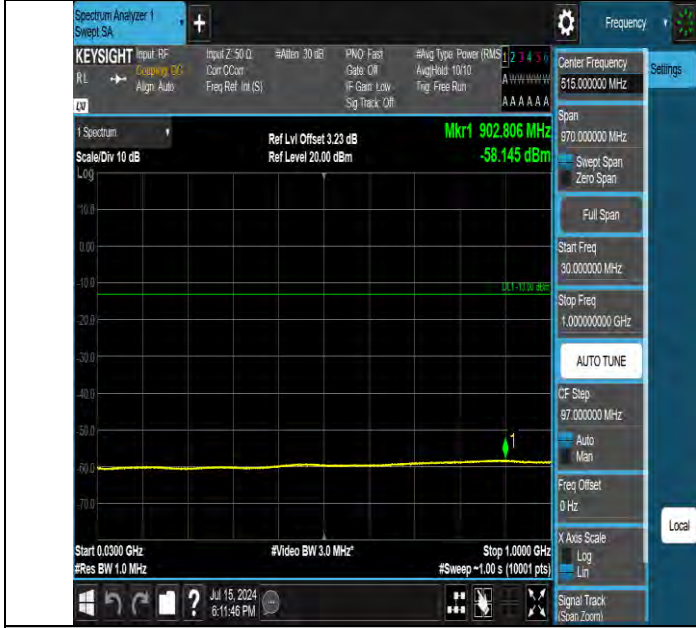 Spectrum Analyzer 1
Swept SA
+
Frequency
KEYSIGHT
RL
LXI
Input: RF
Coupling: DC
Align: Auto
Input Z: 50 Ω
Corr CCorr
Freq Ref: Int (S)
#Atten: 30 dB
PNO: Fast
Gate: Off
IF Gain: Low
Sig Track: Off
#Avg Type: Power (RMS
Avg|Hold: 10/10
Trig: Free Run
1 2 3 4 5 6
A W W W W W
A A A A A A
1 Spectrum
Scale/Div 10 dB
Log
Ref Lvl Offset 3.23 dB
Ref Level 20.00 dBm
Mkr1 902.806 MHz
-58.145 dBm
10.0
0.00
-10.0
-20.0
-30.0
-40.0
-50.0
-60.0
-70.0
DL1 -13.00 dBm
1
Start 0.0300 GHz
#Res BW 1.0 MHz
#Video BW 3.0 MHz*
Stop 1.0000 GHz
#Sweep ~1.00 s (10001 pts)
Center Frequency
515.000000 MHz
Settings
Span
970.000000 MHz
Swept Span
Zero Span
Full Span
Start Freq
30.000000 MHz
Stop Freq
1.000000000 GHz
AUTO TUNE
CF Step
97.000000 MHz
Auto
Man
Freq Offset
0 Hz
X Axis Scale
Log
Lin
Local
Signal Track
(Span Zoom)
?
Jul 15, 2024
6:11:46 PM